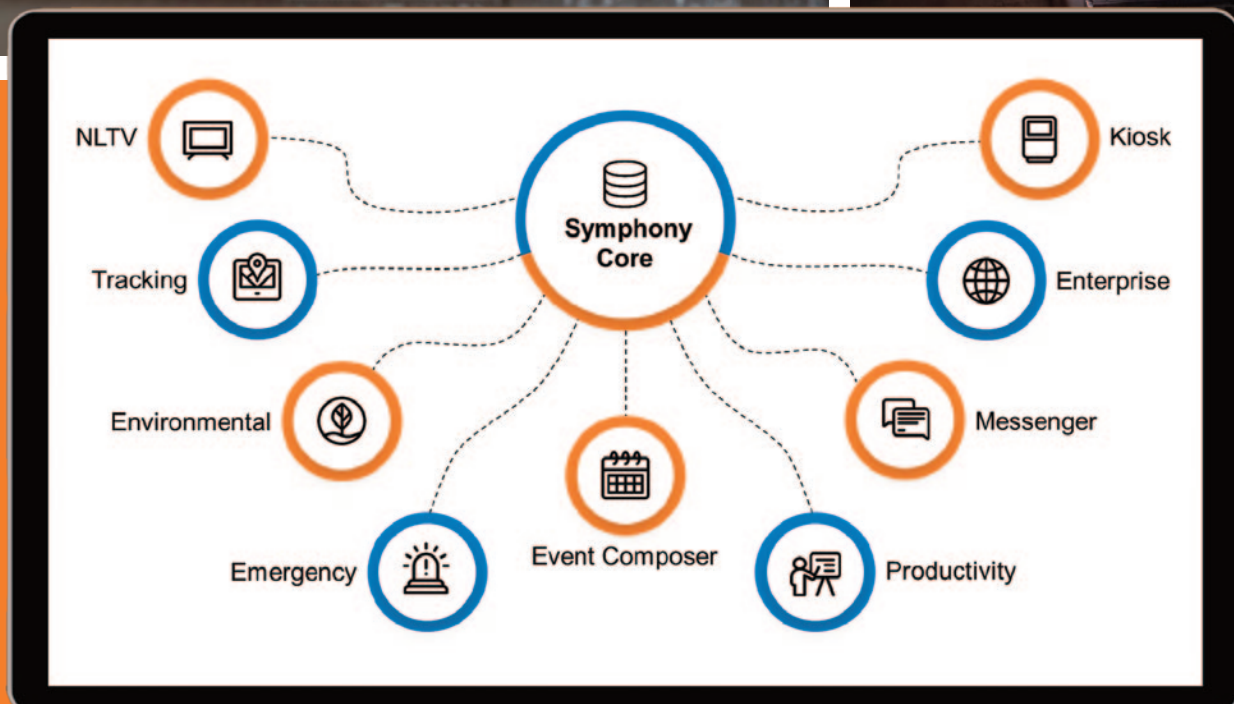 NLTV
Kiosk
Symphony
Core
Tracking
Enterprise
Environmental
Messenger
Event Composer
Emergency
Productivity